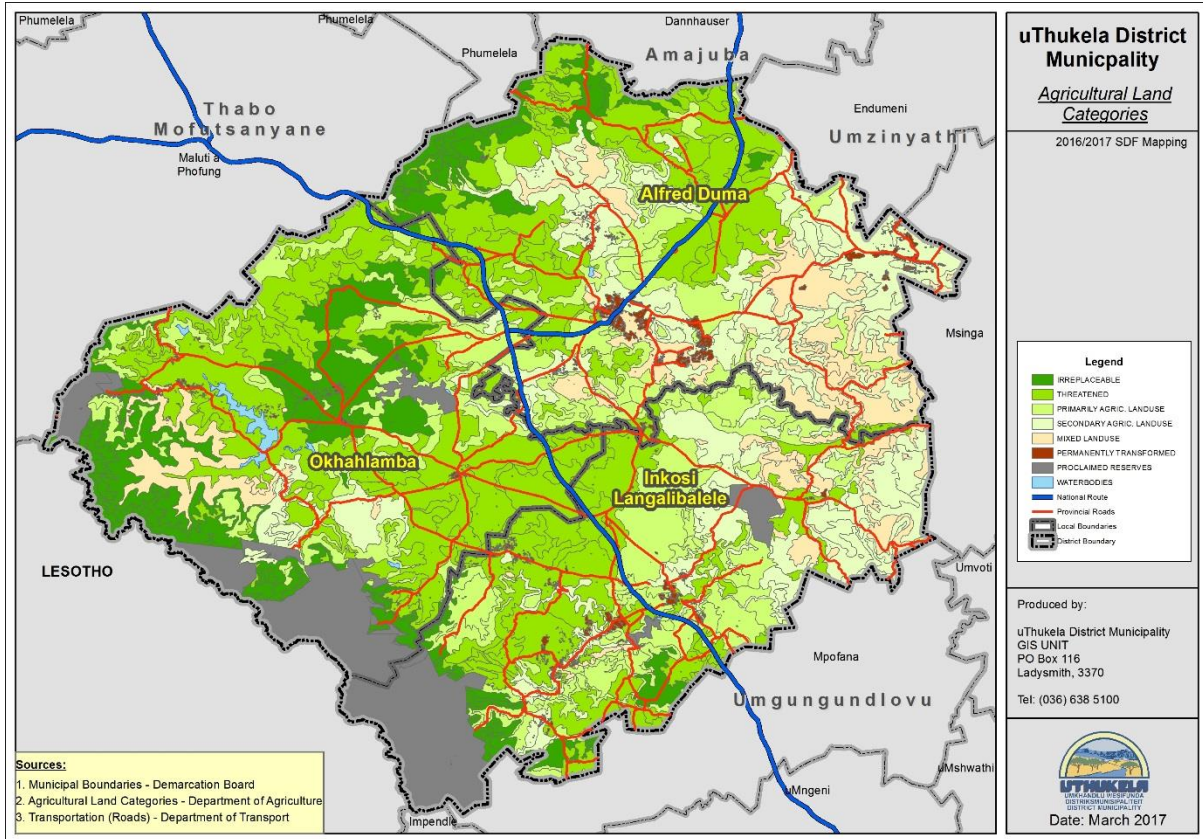 Phumelela
Phumelela
Phumelela
Dannhauser
Amajuba
Thabo
Mofutsanyane
Maluti a
Phofung
Endumeni
Umzinyathi
Alfred Duma
Msinga
Okhahlamba
Inkosi
Langalibalele
LESOTHO
Umvoti
Mpofana
Umgungundlovu
uMshwathi
uMngeni
Impendle
Sources:
1. Municipal Boundaries - Demarcation Board
2. Agricultural Land Categories - Department of Agriculture
3. Transportation (Roads) - Department of Transport
uThukela District
Municpality
Agricultural Land
Categories
2016/2017 SDF Mapping
Legend
IRREPLACEABLE
THREATENED
PRIMARILY AGRIC. LANDUSE
SECONDARY AGRIC. LANDUSE
MIXED LANDUSE
PERMANENTLY TRANSFORMED
PROCLAIMED RESERVES
WATERBODIES
National Route
Provincial Roads
Local Boundaries
District Boundary
Produced by:
uThukela District Municipality
GIS UNIT
PO Box 116
Ladysmith, 3370
Tel: (036) 638 5100
UTHUKELA
UMKHANDLU WESIFUNDA
DISTRIKSMUNISIPALITEIT
DISTRICT MUNICIPALITY
Date: March 2017